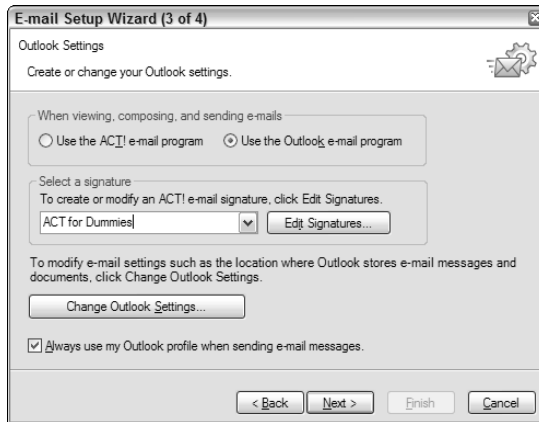 E-mail Setup Wizard (3 of 4)
Outlook Settings
Create or change your Outlook settings.
When viewing, composing, and sending e-mails
Use the ACT! e-mail program
Use the Outlook e-mail program
Select a signature
To create or modify an ACT! e-mail signature, click Edit Signatures.
ACT for Dummies
Edit Signatures...
To modify e-mail settings such as the location where Outlook stores e-mail messages and
documents, click Change Outlook Settings.
Change Outlook Settings...
Always use my Outlook profile when sending e-mail messages.
< Back
Next >
Finish
Cancel